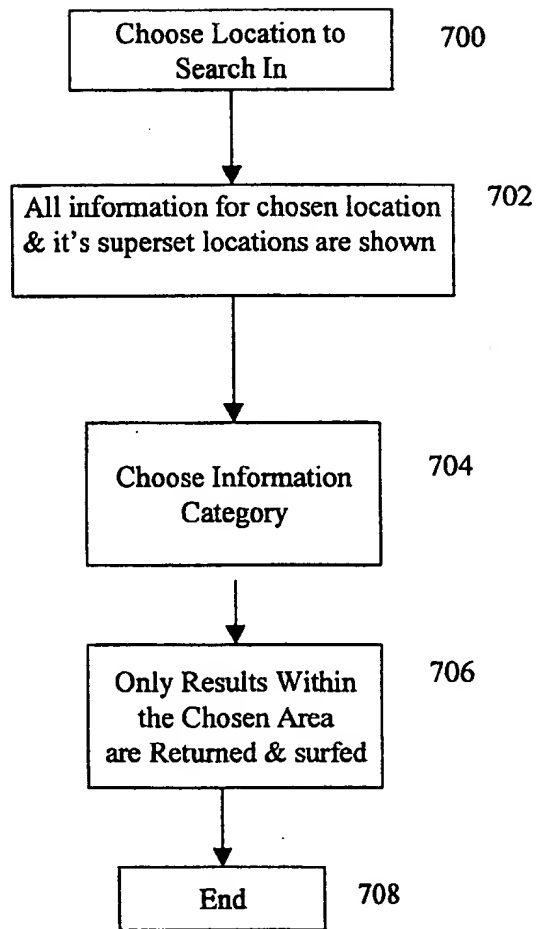 Choose Location to
Search In
700
All information for chosen location
& it's superset locations are shown
702
Choose Information
Category
704
Only Results Within
the Chosen Area
are Returned & surfed
706
End
708